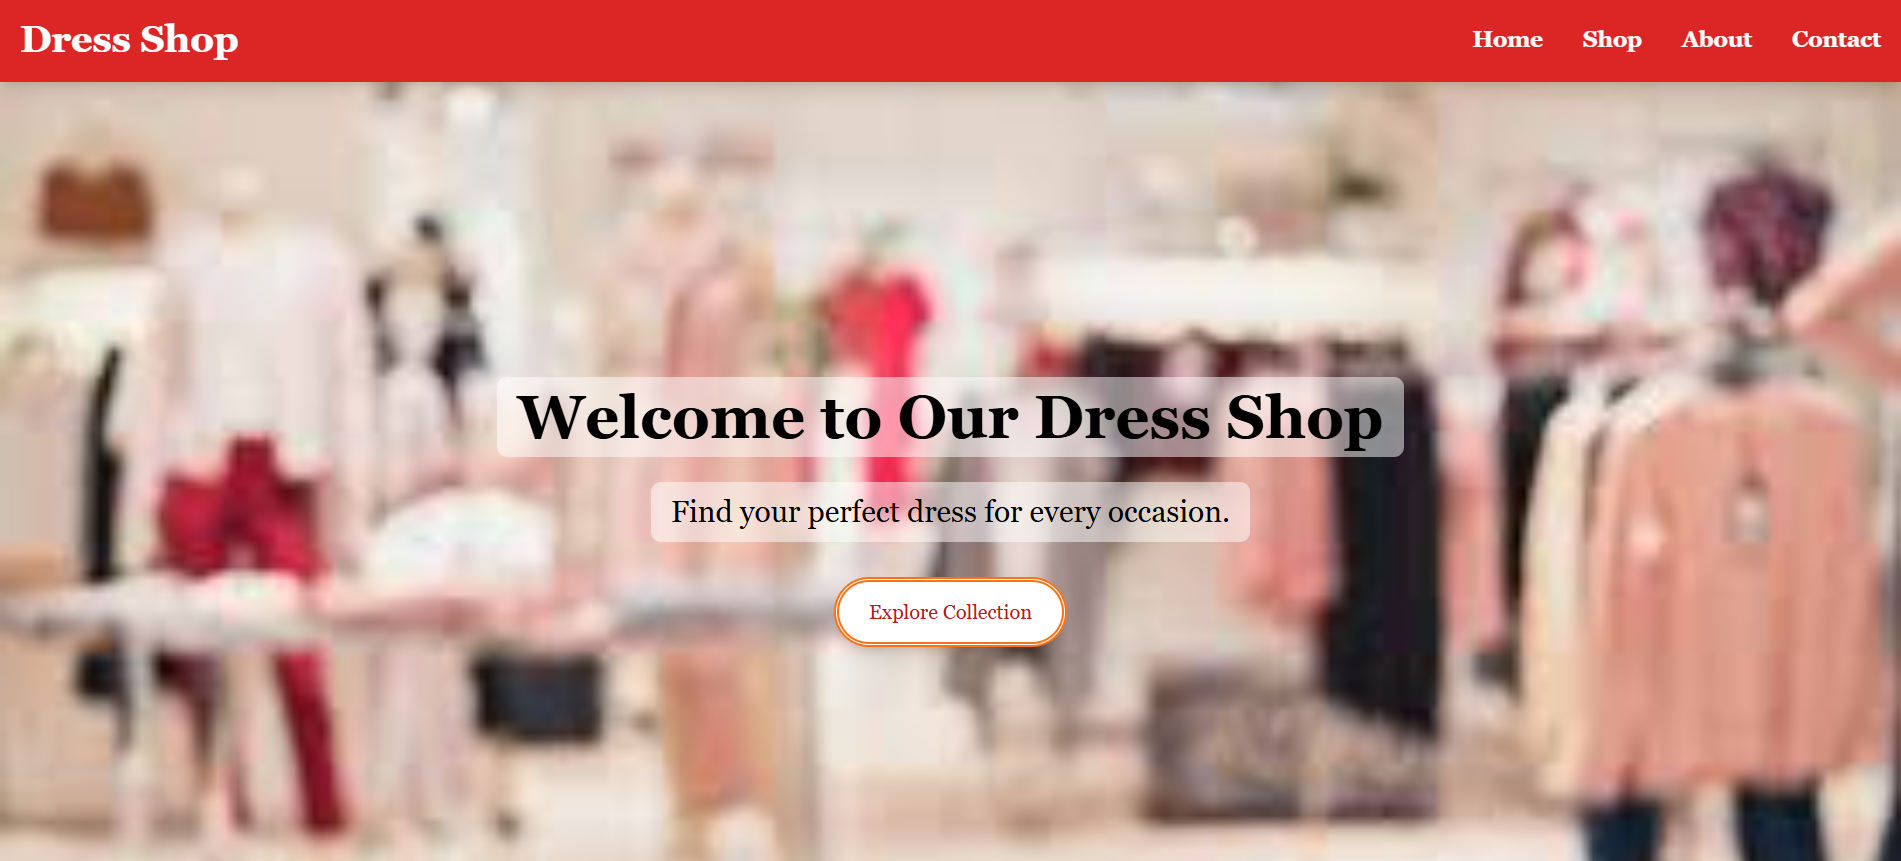 Dress Shop
Home Shop About Contact
Welcome to Our Dress Shop
Find your perfect dress for every occasion.
Explore Collection